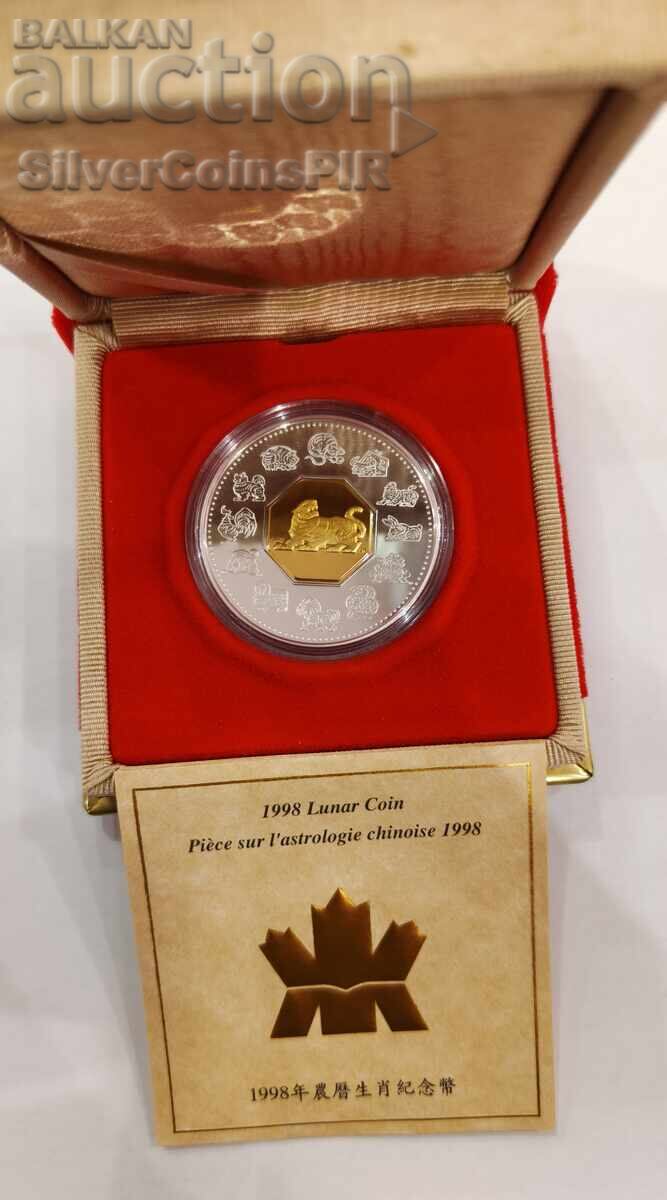 BALKAN
auction
SilverCoinsPIR
1998 Lunar Coin
Pièce sur l'astrologie chinoise 1998
1998年農曆生肖紀念幣